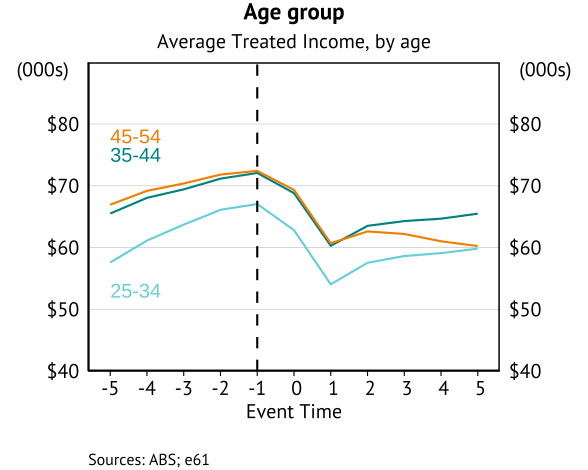 Age group
Average Treated Income, by age
(000s) (000s)
$80 $80
45-54
35-44
$70 $70
$60 $60
25-34
$50 $50
$40 $40
-5 -4 -3 -2 -1 0 1 2 3 4 5
Event Time
Sources: ABS; e61